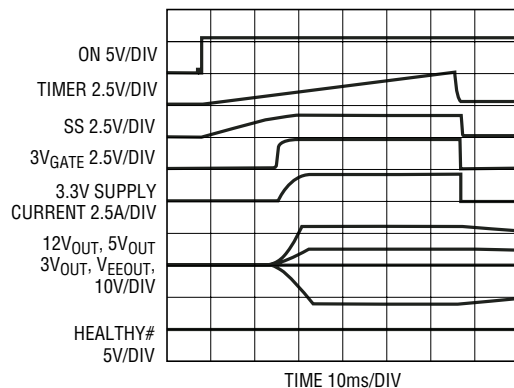 ON 5V/DIV
TIMER 2.5V/DIV
SS 2.5V/DIV
3VGATE 2.5V/DIV
3.3V SUPPLY
CURRENT 2.5A/DIV
12VOUT, 5VOUT
3VOUT, VEEOUT,
10V/DIV
HEALTHY#
5V/DIV
TIME 10ms/DIV